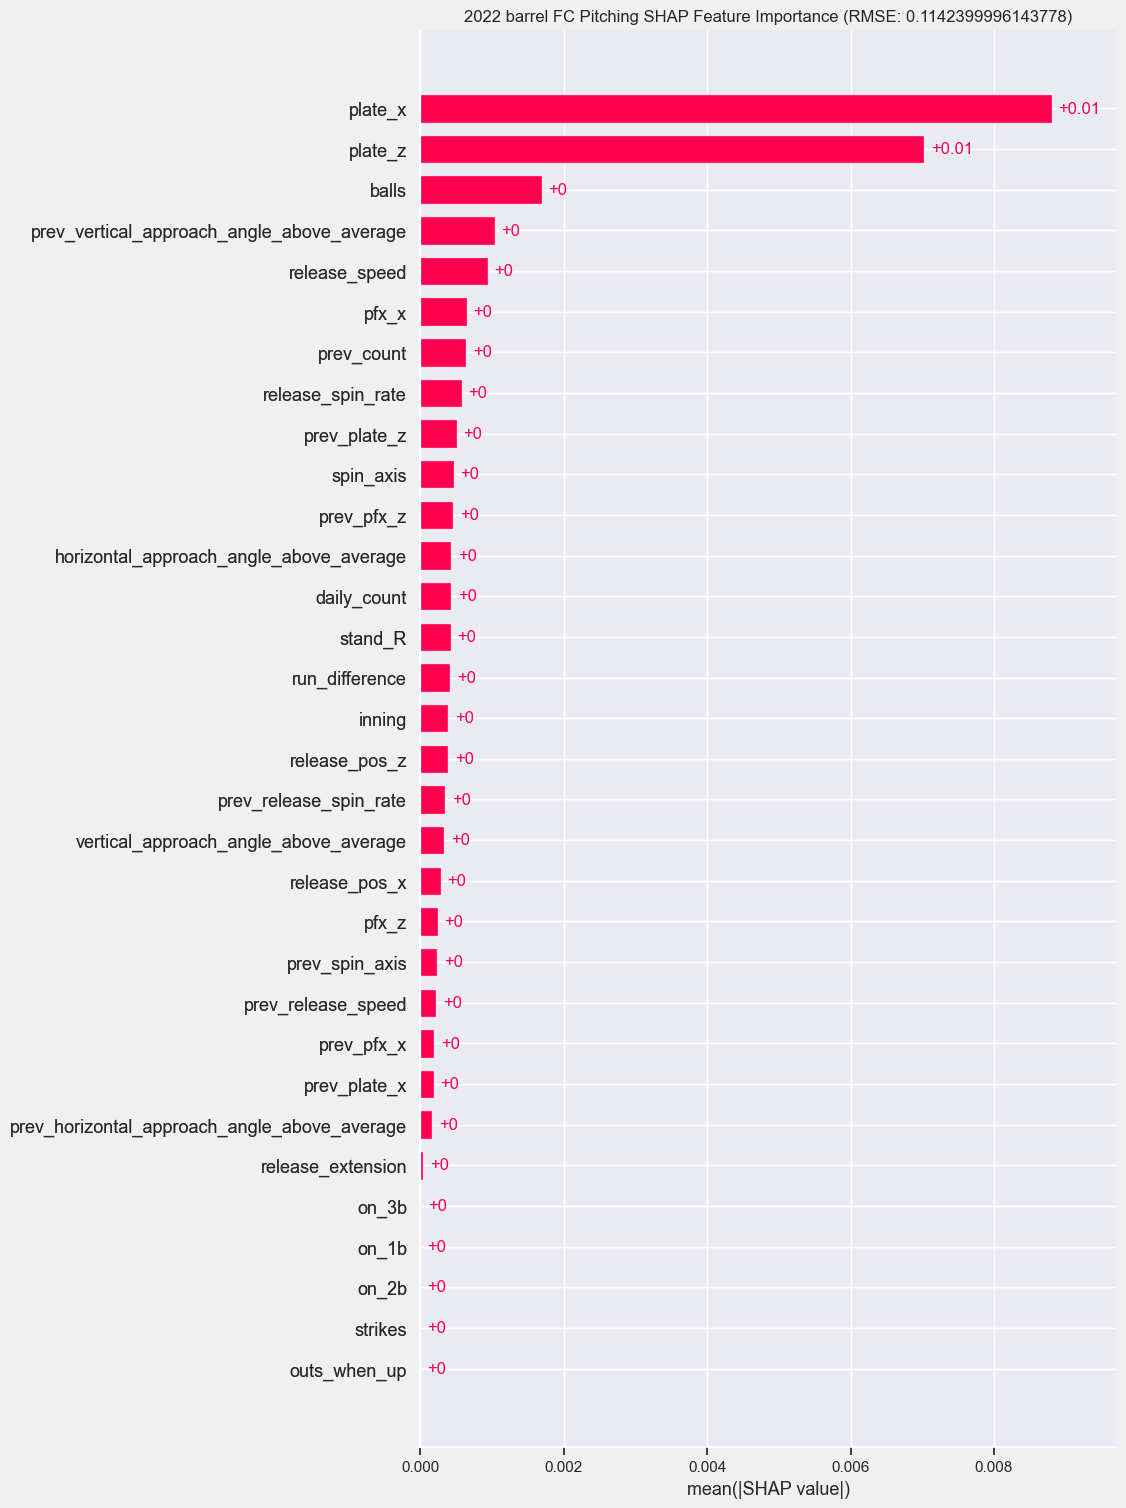 2022 barrel FC Pitching SHAP Feature Importance (RMSE: 0.1142399996143778)
plate_x +0.01
plate_z +0.01
balls +0
prev_vertical_approach_angle_above_average +0
release_speed +0
pfx_x +0
prev_count +0
release_spin_rate +0
prev_plate_z +0
spin_axis +0
prev_pfx_z +0
horizontal_approach_angle_above_average +0
daily_count +0
stand_R +0
run_difference +0
inning +0
release_pos_z +0
prev_release_spin_rate +0
vertical_approach_angle_above_average +0
release_pos_x +0
pfx_z +0
prev_spin_axis +0
prev_release_speed +0
prev_pfx_x +0
prev_plate_x +0
prev_horizontal_approach_angle_above_average +0
release_extension +0
on_3b +0
on_1b +0
on_2b +0
strikes +0
outs_when_up +0
0.000 0.002 0.004 0.006 0.008
mean(|SHAP value|)